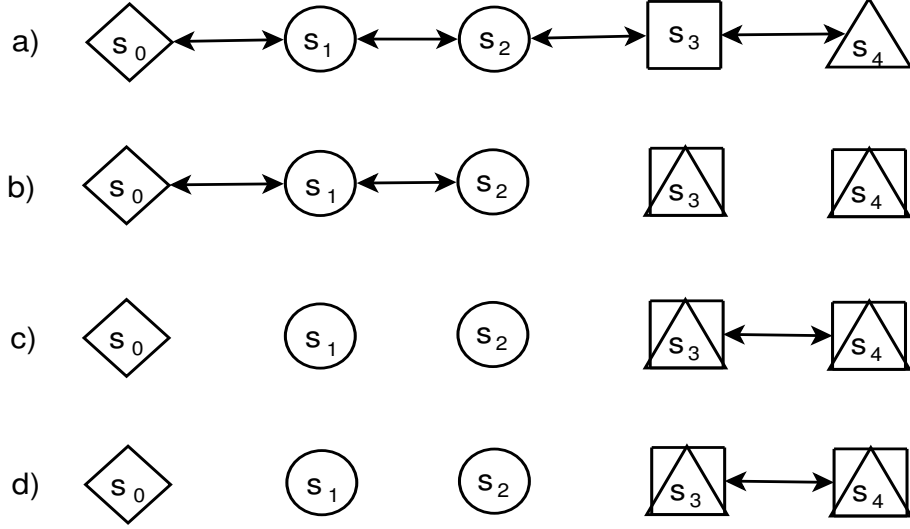 a) s0 s1 s2 s3 s4
b) s0 s1 s2 s3 s4
c) s0 s1 s2 s3 s4
d) s0 s1 s2 s3 s4